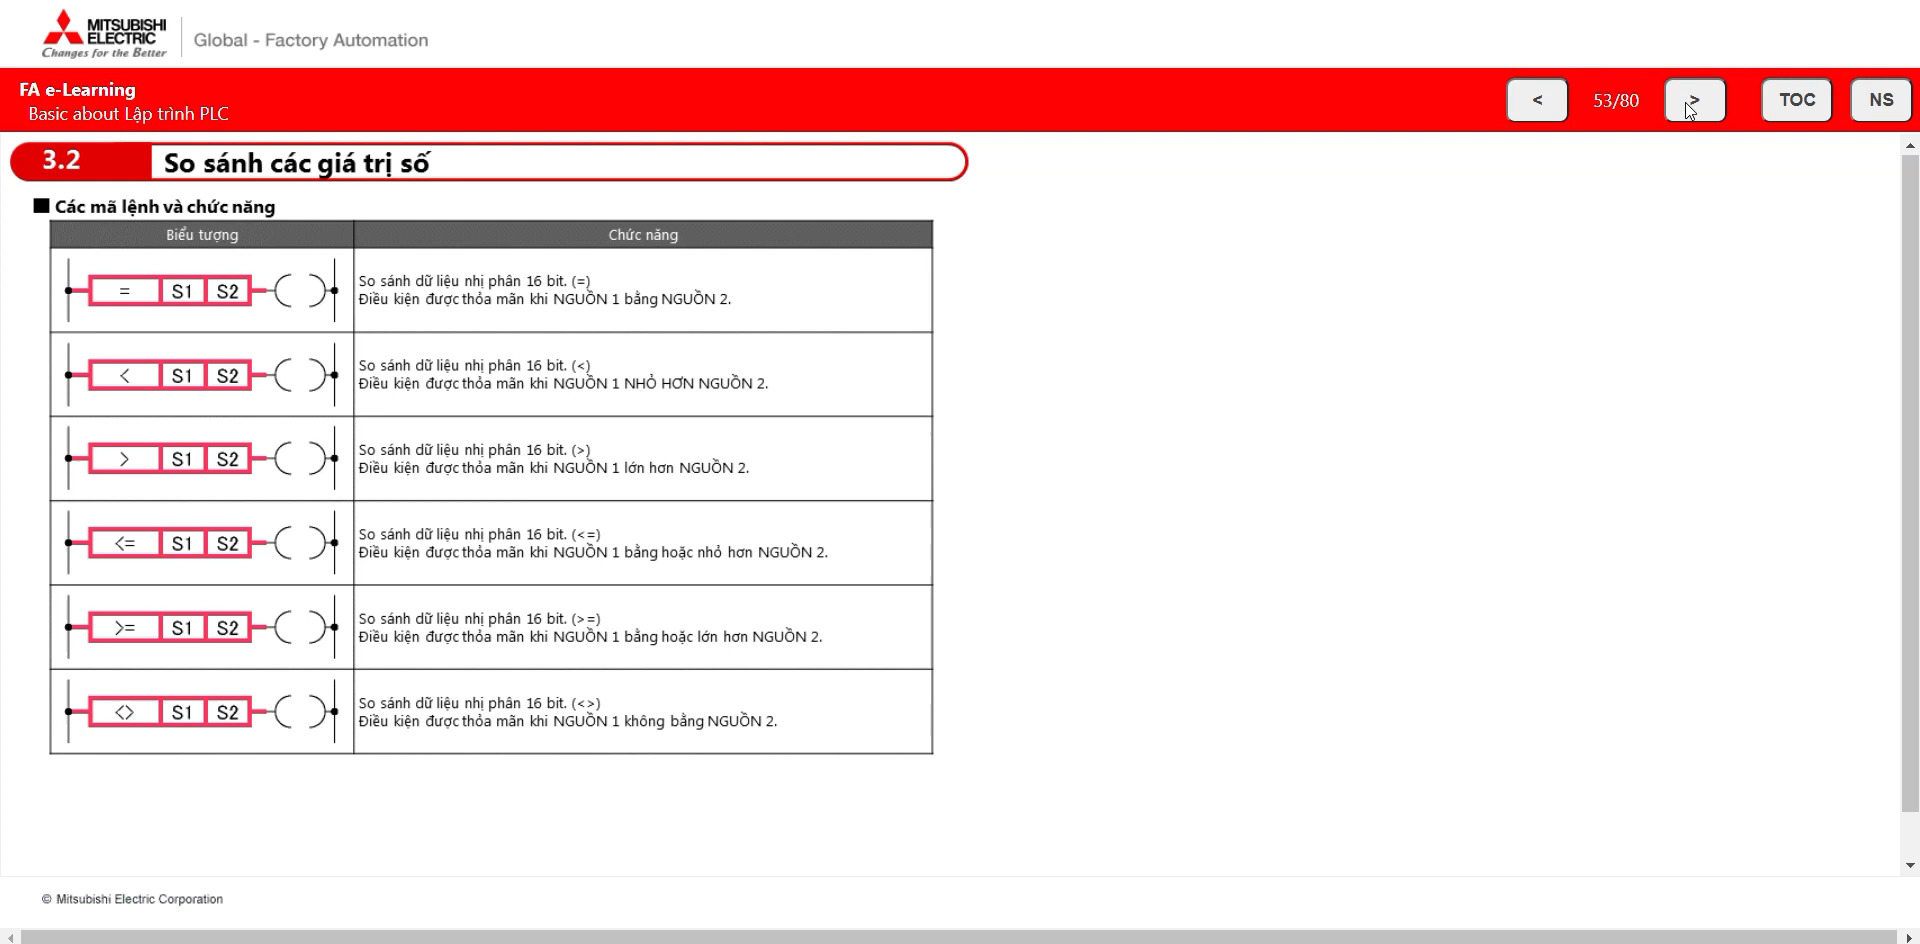 MITSUBISHI
ELECTRIC
Changes for the Better
Global - Factory Automation
FA e-Learning
Basic about Lập trình PLC
< 53/80 > TOC NS
3.2 So sánh các giá trị số
■ Các mã lệnh và chức năng
Biểu tượng Chức năng
= S1 S2
So sánh dữ liệu nhị phân 16 bit. (=)
Điều kiện được thỏa mãn khi NGUỒN 1 bằng NGUỒN 2.
< S1 S2
So sánh dữ liệu nhị phân 16 bit. (<)
Điều kiện được thỏa mãn khi NGUỒN 1 NHỎ HƠN NGUỒN 2.
> S1 S2
So sánh dữ liệu nhị phân 16 bit. (>)
Điều kiện được thỏa mãn khi NGUỒN 1 lớn hơn NGUỒN 2.
<= S1 S2
So sánh dữ liệu nhị phân 16 bit. (<=)
Điều kiện được thỏa mãn khi NGUỒN 1 bằng hoặc nhỏ hơn NGUỒN 2.
>= S1 S2
So sánh dữ liệu nhị phân 16 bit. (>=)
Điều kiện được thỏa mãn khi NGUỒN 1 bằng hoặc lớn hơn NGUỒN 2.
<> S1 S2
So sánh dữ liệu nhị phân 16 bit. (<>)
Điều kiện được thỏa mãn khi NGUỒN 1 không bằng NGUỒN 2.
© Mitsubishi Electric Corporation